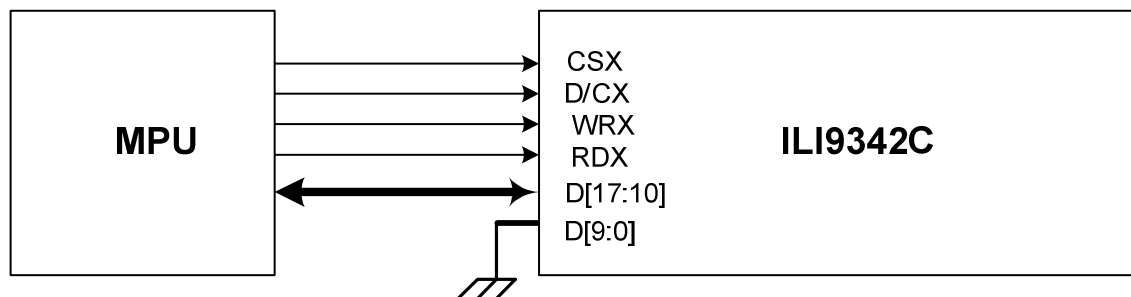 CSX
D/CX
WRX
MPU
ILI9342C
RDX
D[17:10]
D[9:0]